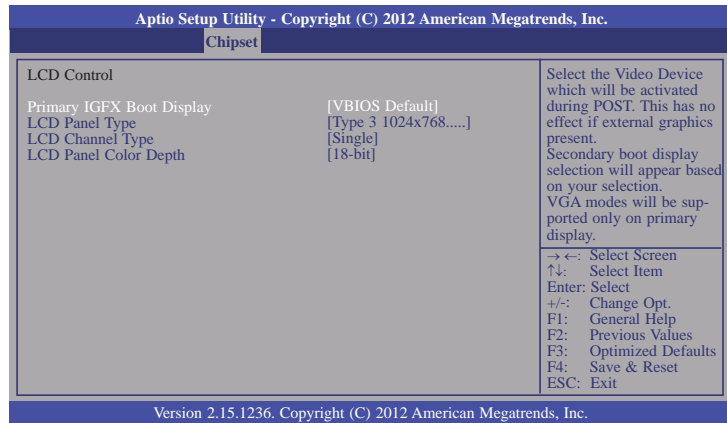 Aptio Setup Utility - Copyright (C) 2012 American Megatrends, Inc.
Chipset
LCD Control
Primary IGFX Boot Display [VBIOS Default]
LCD Panel Type [Type 3 1024x768.....]
LCD Channel Type [Single]
LCD Panel Color Depth [18-bit]
Select the Video Device
which will be activated
during POST. This has no
effect if external graphics
present.
Secondary boot display
selection will appear based
on your selection.
VGA modes will be sup-
ported only on primary
display.
→ ←: Select Screen
↑↓: Select Item
Enter: Select
+/-: Change Opt.
F1: General Help
F2: Previous Values
F3: Optimized Defaults
F4: Save & Reset
ESC: Exit
Version 2.15.1236. Copyright (C) 2012 American Megatrends, Inc.